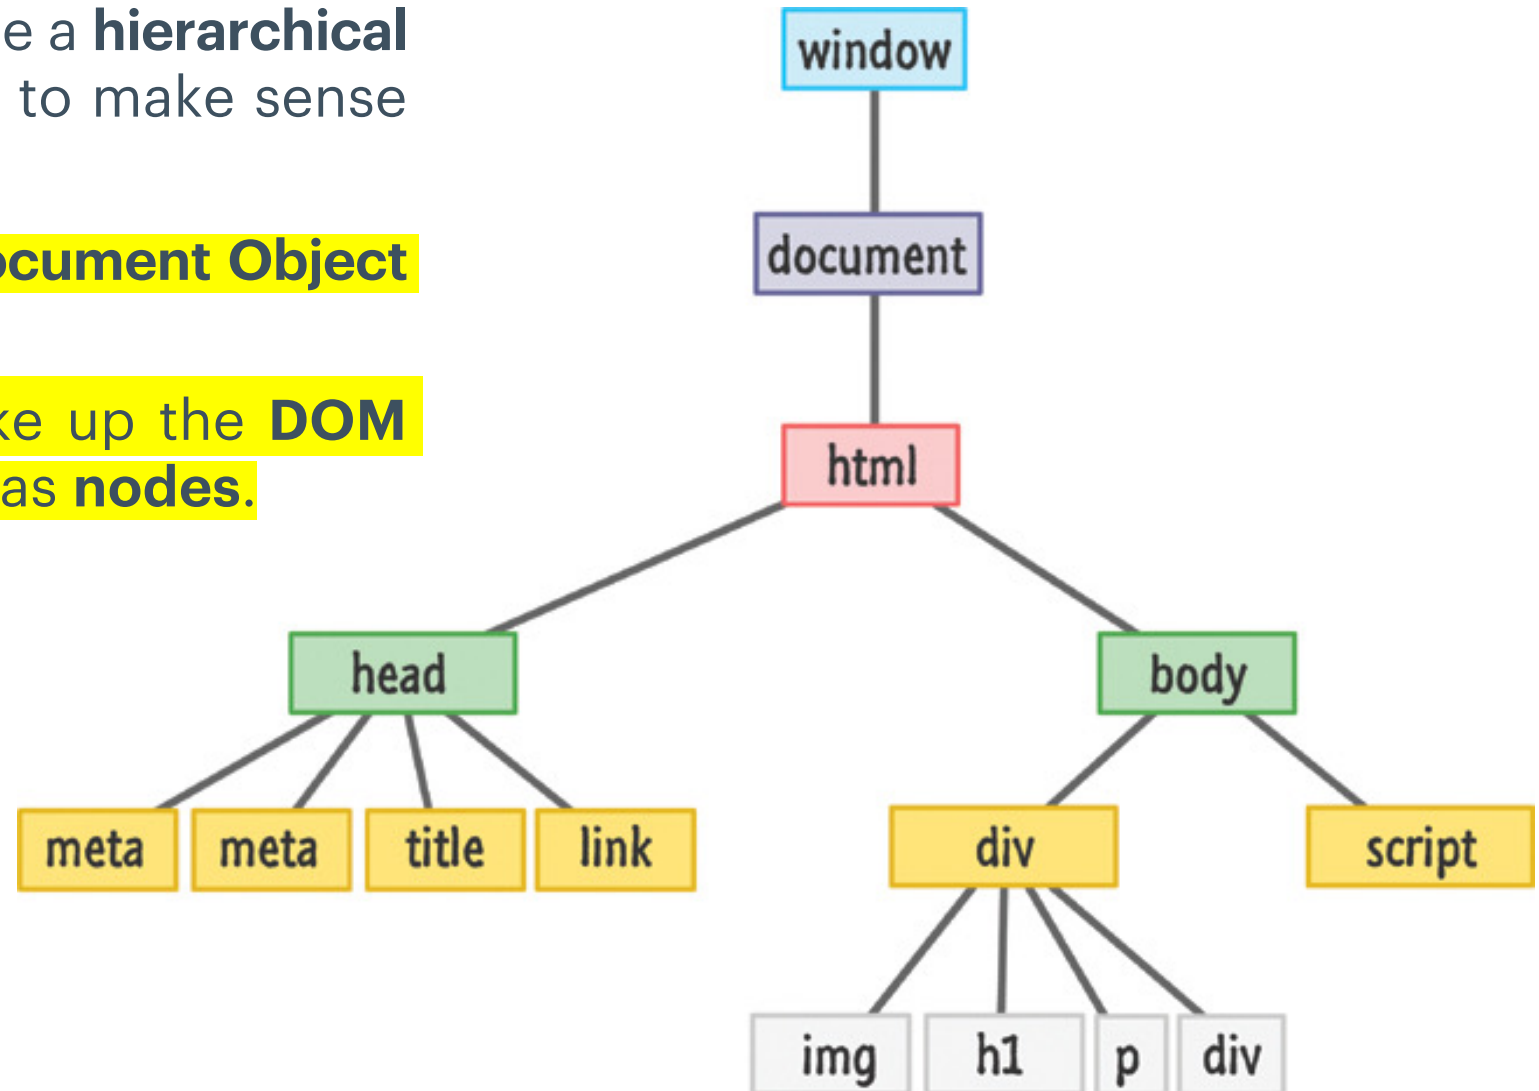 e a hierarchical
to make sense
ocument Object
ke up the DOM
as nodes.
window
document
html
head
body
meta meta title link
div
script
img h1 p div